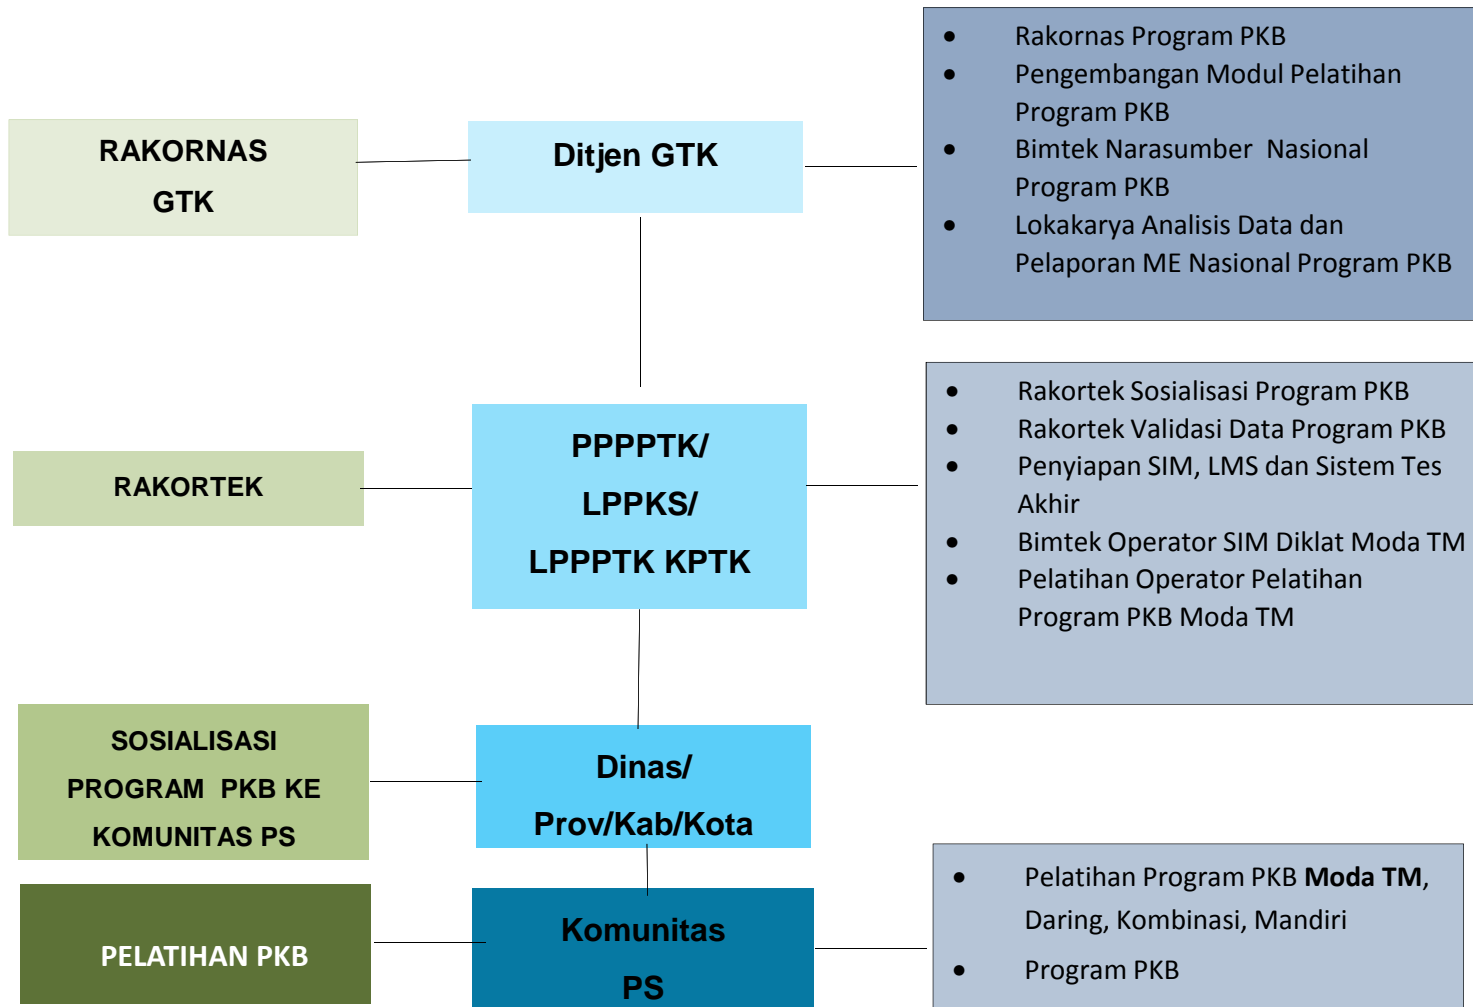 RAKORNAS
GTK
Ditjen GTK
• Rakornas Program PKB
• Pengembangan Modul Pelatihan
Program PKB
• Bimtek Narasumber Nasional
Program PKB
• Lokakarya Analisis Data dan
Pelaporan ME Nasional Program PKB
RAKORTEK
PPPPTK/
LPPKS/
LPPPTK KPTK
• Rakortek Sosialisasi Program PKB
• Rakortek Validasi Data Program PKB
• Penyiapan SIM, LMS dan Sistem Tes
Akhir
• Bimtek Operator SIM Diklat Moda TM
• Pelatihan Operator Pelatihan
Program PKB Moda TM
SOSIALISASI
PROGRAM PKB KE
KOMUNITAS PS
Dinas/
Prov/Kab/Kota
PELATIHAN PKB
Komunitas
PS
• Pelatihan Program PKB Moda TM,
Daring, Kombinasi, Mandiri
• Program PKB